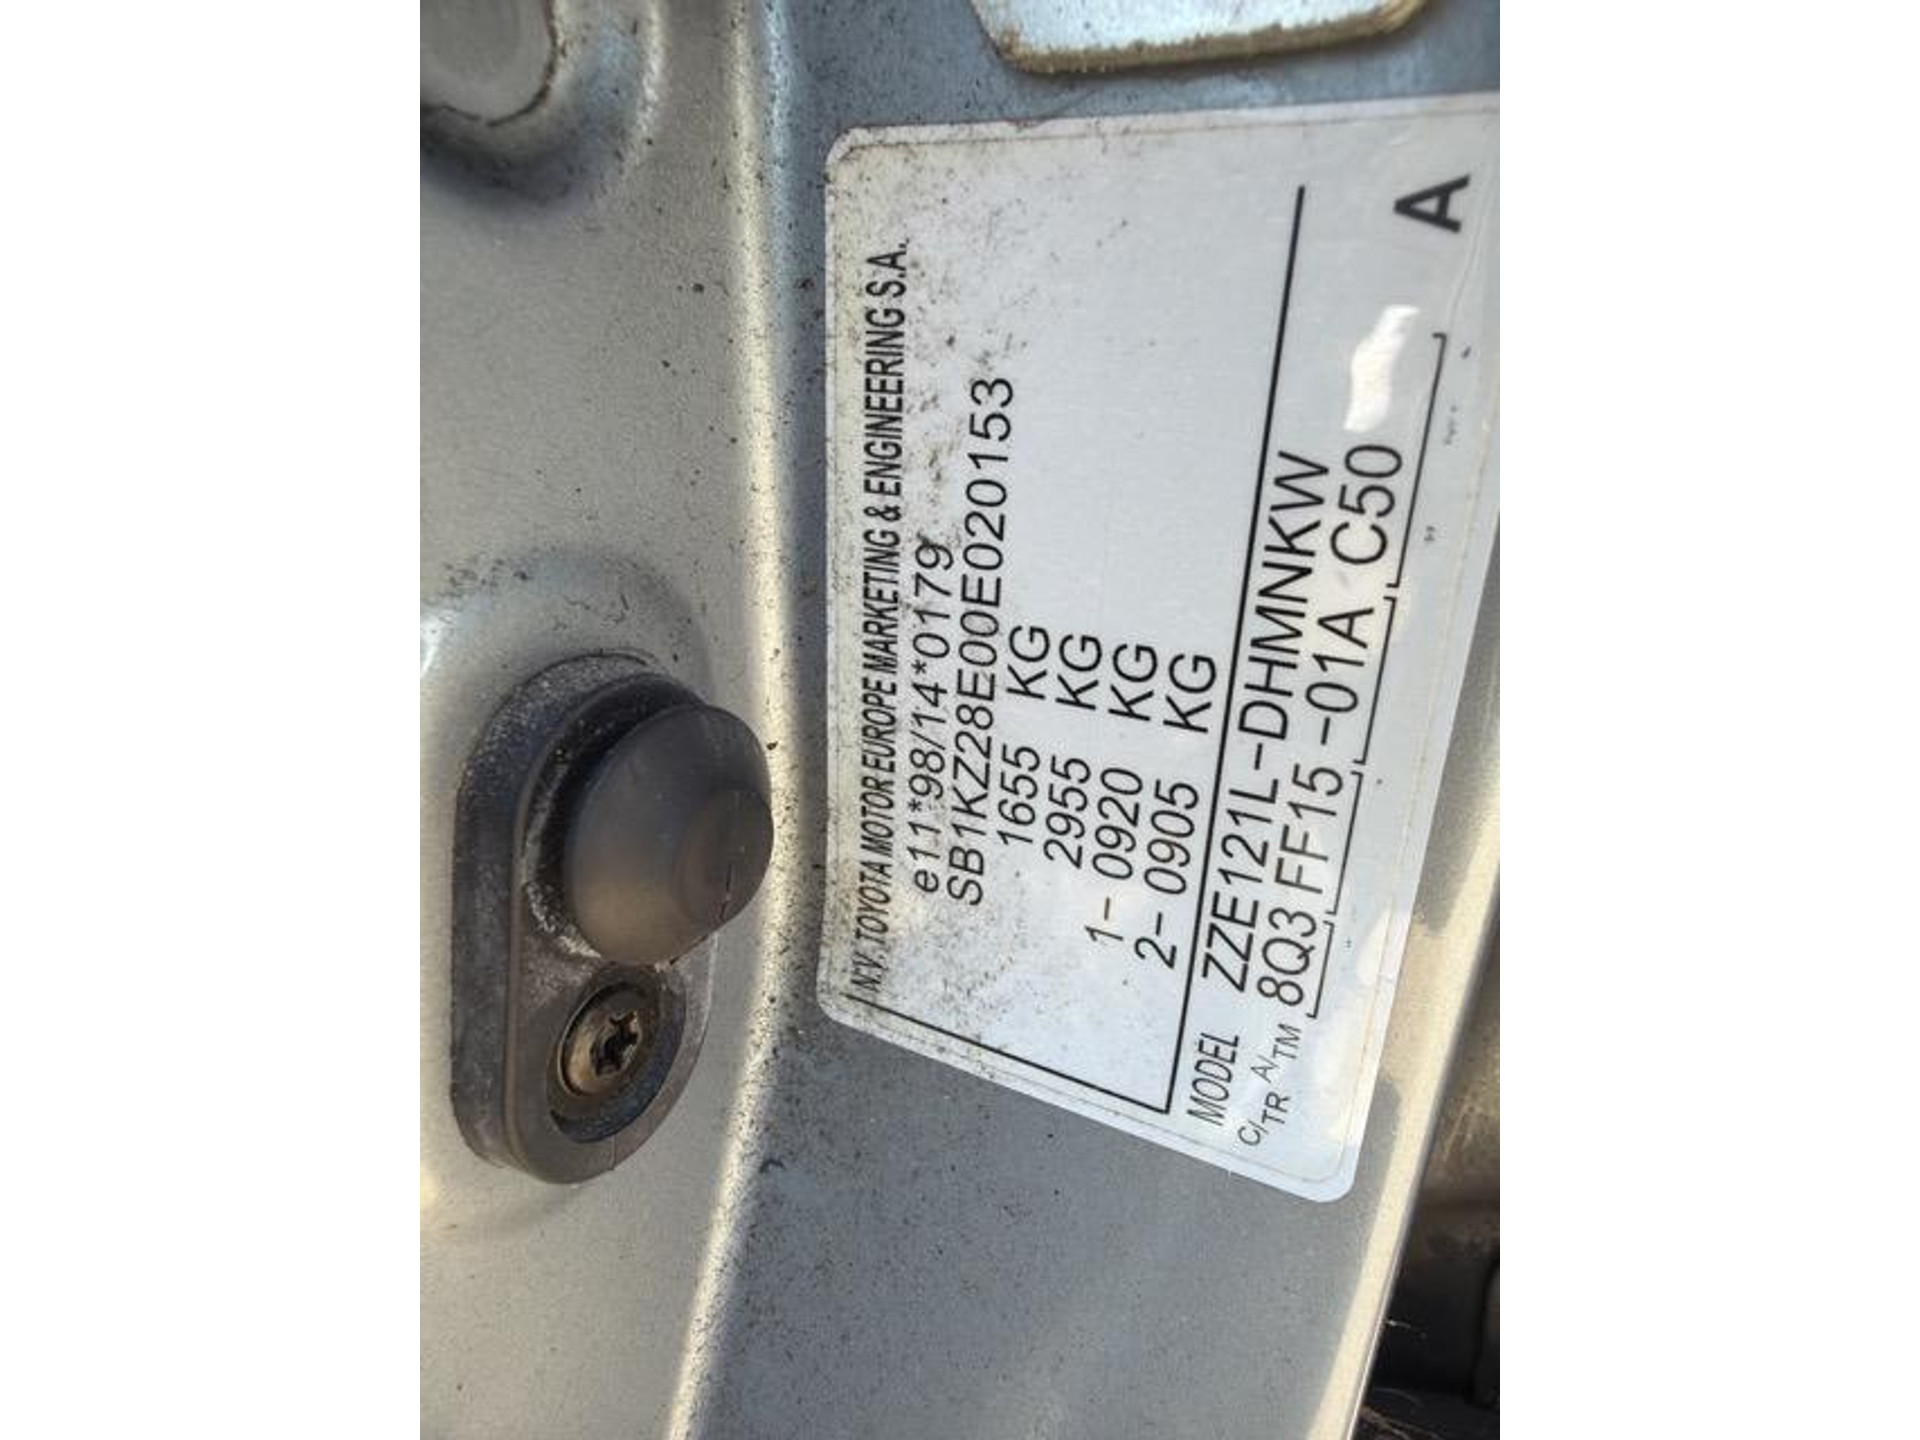 N.V. TOYOTA MOTOR EUROPE MARKETING & ENGINEERING S.A.
e11*98/14*0179
SB1KZ28E00E020153
1655 KG
2955 KG
1- 0920 KG
2- 0905 KG
MODEL ZZE121L-DHMNKW
C/TR A/TM 8Q3 FF15 -01A C50
A